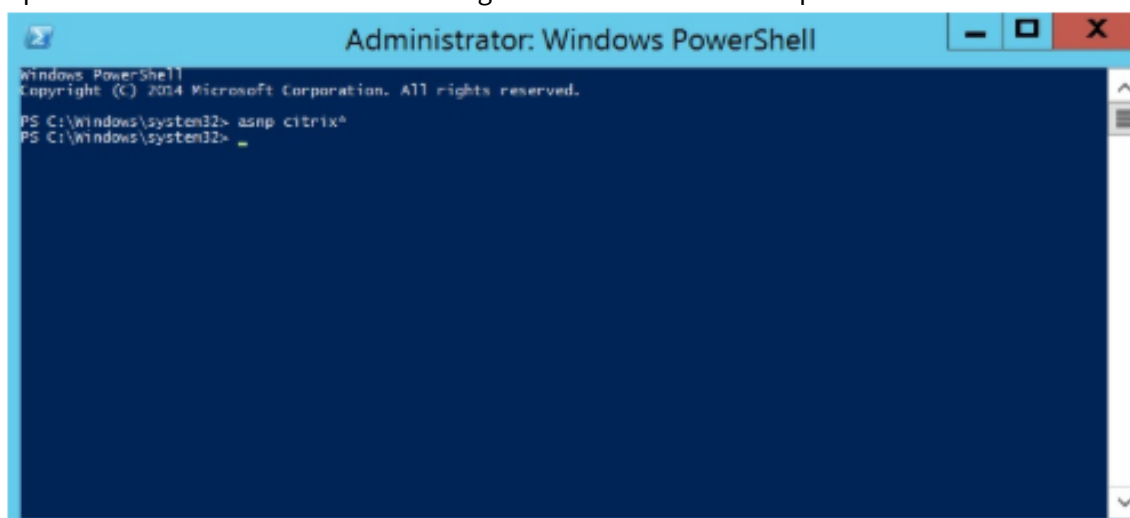 Administrator: Windows PowerShell
Windows PowerShell
Copyright (C) 2014 Microsoft Corporation. All rights reserved.
PS C:\Windows\system32> asnp citrix*
PS C:\Windows\system32> _